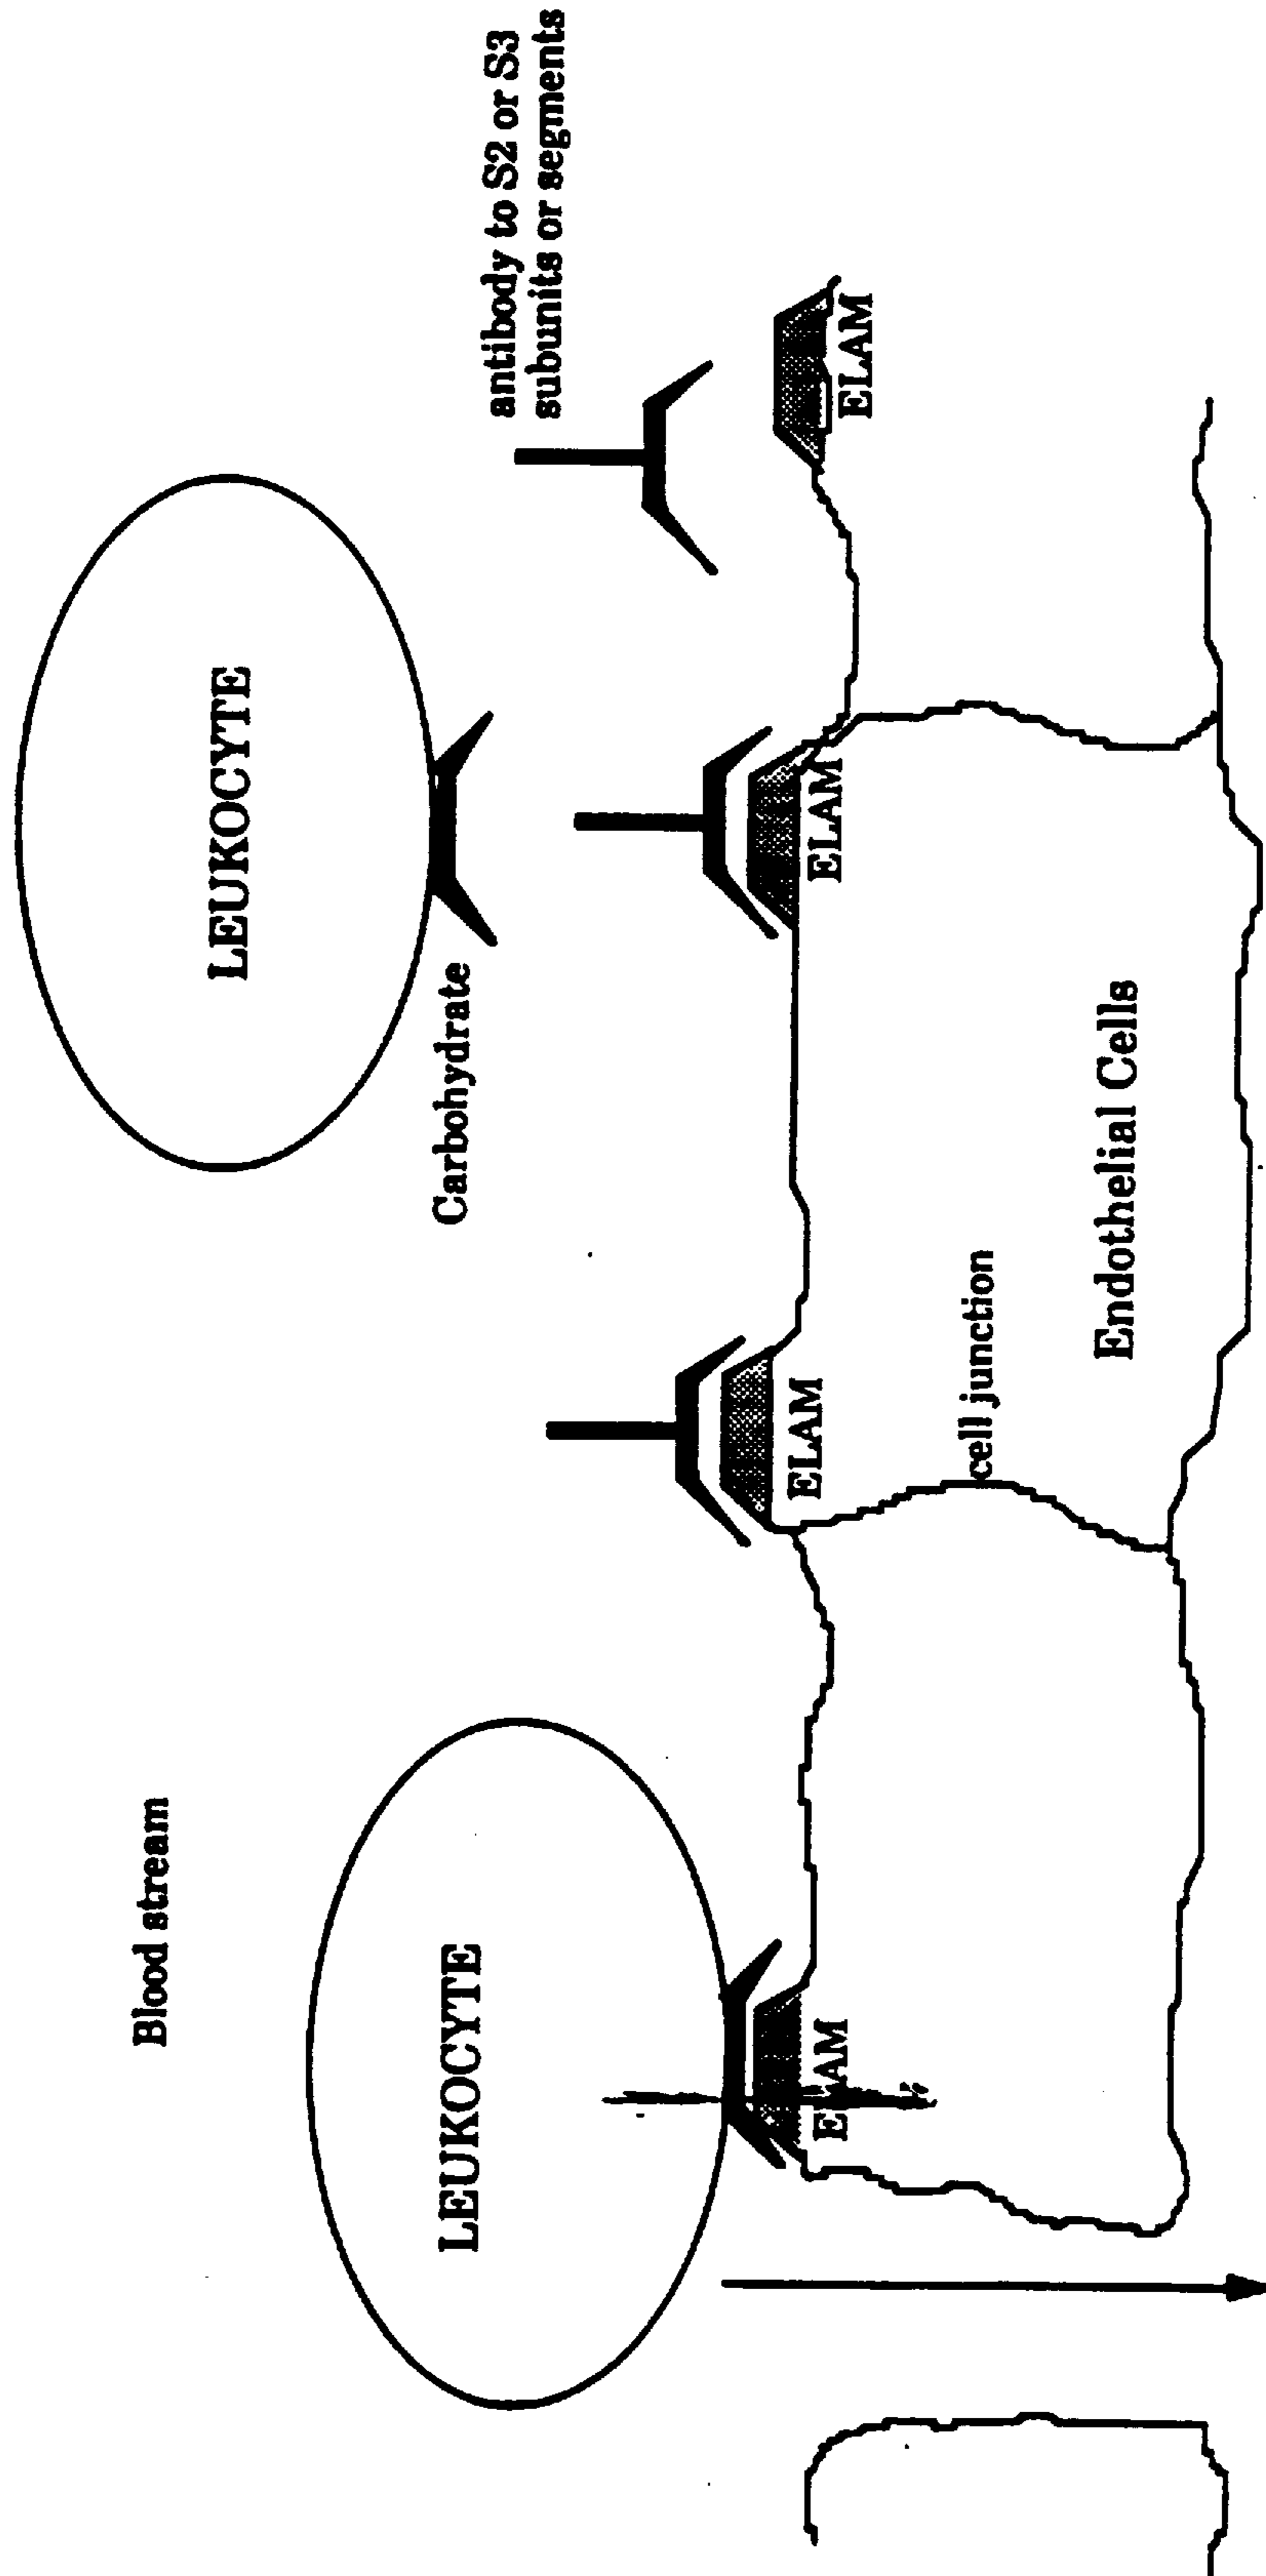 Blood stream
LEUKOCYTE
LEUKOCYTE
Carbohydrate
antibody to S2 or S3
subunits or segments
ELAM
ELAM
ELAM
ELAM
cell junction
Endothelial Cells